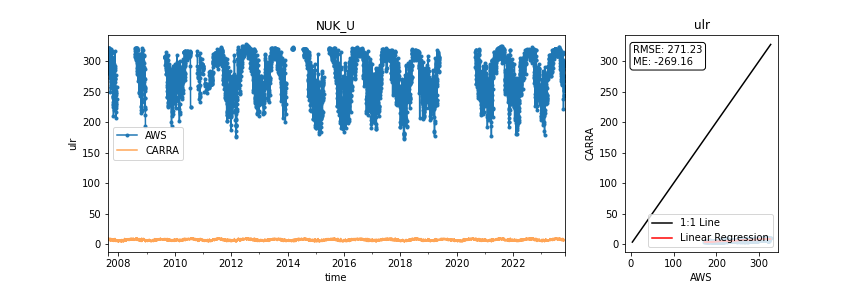 NUK_U
ulr
ulr
300
250
200
150
100
50
0
AWS
CARRA
2008
2010
2012
2014
2016
2018
2020
2022
time
ulr
RMSE: 271.23
ME: -269.16
CARRA
300
250
200
150
100
50
0
1:1 Line
Linear Regression
0
100
200
300
AWS